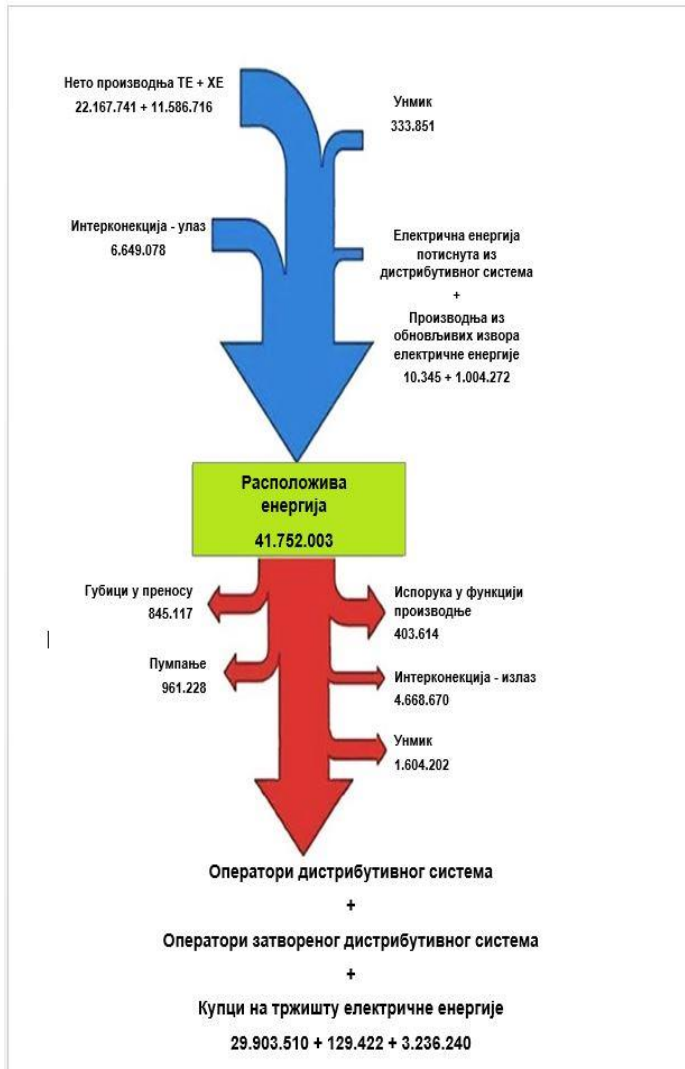 Нето производња ТЕ + ХЕ
22.167.741 + 11.586.716
Унмик
333.851
Интерконекција - улаз
6.649.078
Електрична енергија
потиснута из
дистрибутивног система
+
Производња из
обновљивих извора
електричне енергије
10.345 + 1.004.272
Расположива
енергија
41.752.003
Губици у преносу
845.117
Испорука у функцији
производње
403.614
Пумпање
961.228
Интерконекција - излаз
4.668.670
Унмик
1.604.202
Оператори дистрибутивног система
+
Оператори затвореног дистрибутивног система
+
Купци на тржишту електричне енергије
29.903.510 + 129.422 + 3.236.240